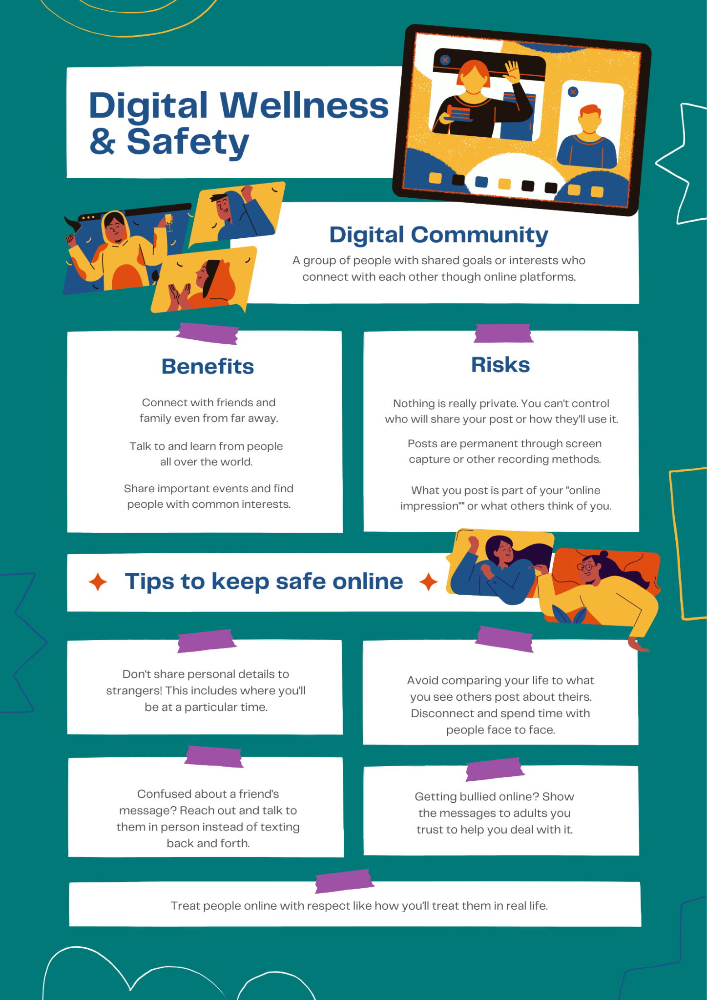 Digital Wellness
& Safety
Digital Community
A group of people with shared goals or interests who
connect with each other though online platforms.
Benefits
Connect with friends and
family even from far away.
Talk to and learn from people
all over the world.
Share important events and find
people with common interests.
Risks
Nothing is really private. You can't control
who will share your post or how they'll use it.
Posts are permanent through screen
capture or other recording methods.
What you post is part of your "online
impression"" or what others think of you.
Tips to keep safe online
Don't share personal details to
strangers! This includes where you'll
be at a particular time.
Avoid comparing your life to what
you see others post about theirs.
Disconnect and spend time with
people face to face.
Confused about a friend's
message? Reach out and talk to
them in person instead of texting
back and forth.
Getting bullied online? Show
the messages to adults you
trust to help you deal with it.
Treat people online with respect like how you'll treat them in real life.